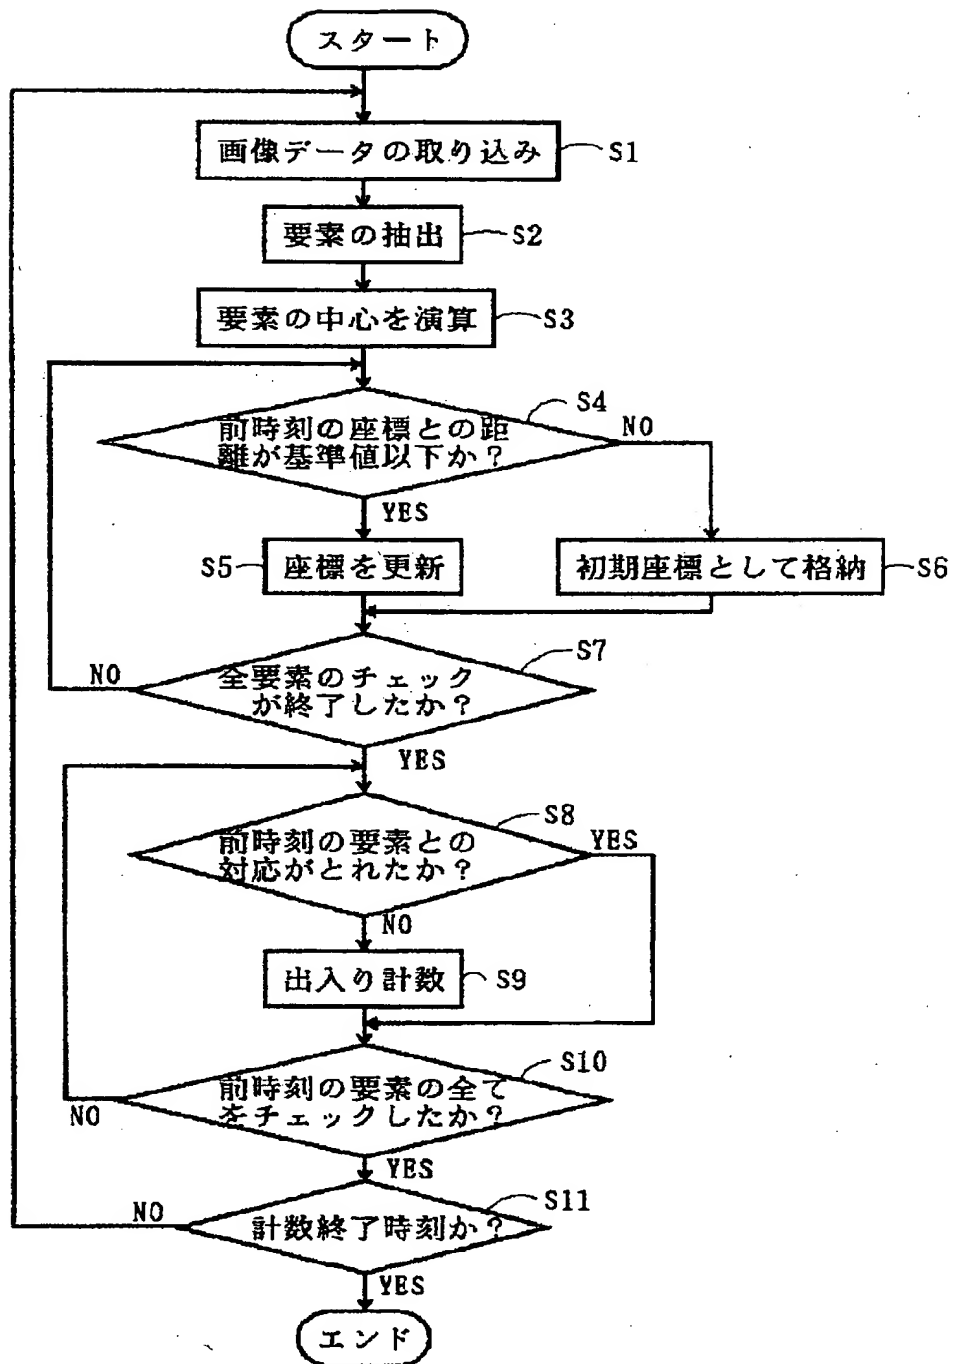 スタート
画像データの取り込み
S1
要素の抽出
S2
要素の中心を演算
S3
前時刻の座標との距
離が基準値以下か?
S4
NO
YES
S5
座標を更新
初期座標として格納
S6
全要素のチェック
が終了したか?
S7
NO
YES
前時刻の要素との
対応がとれたか?
S8
YES
NO
出入り計数
S9
前時刻の要素の全て
をチェックしたか?
S10
NO
YES
計数終了時刻か?
S11
NO
YES
エンド